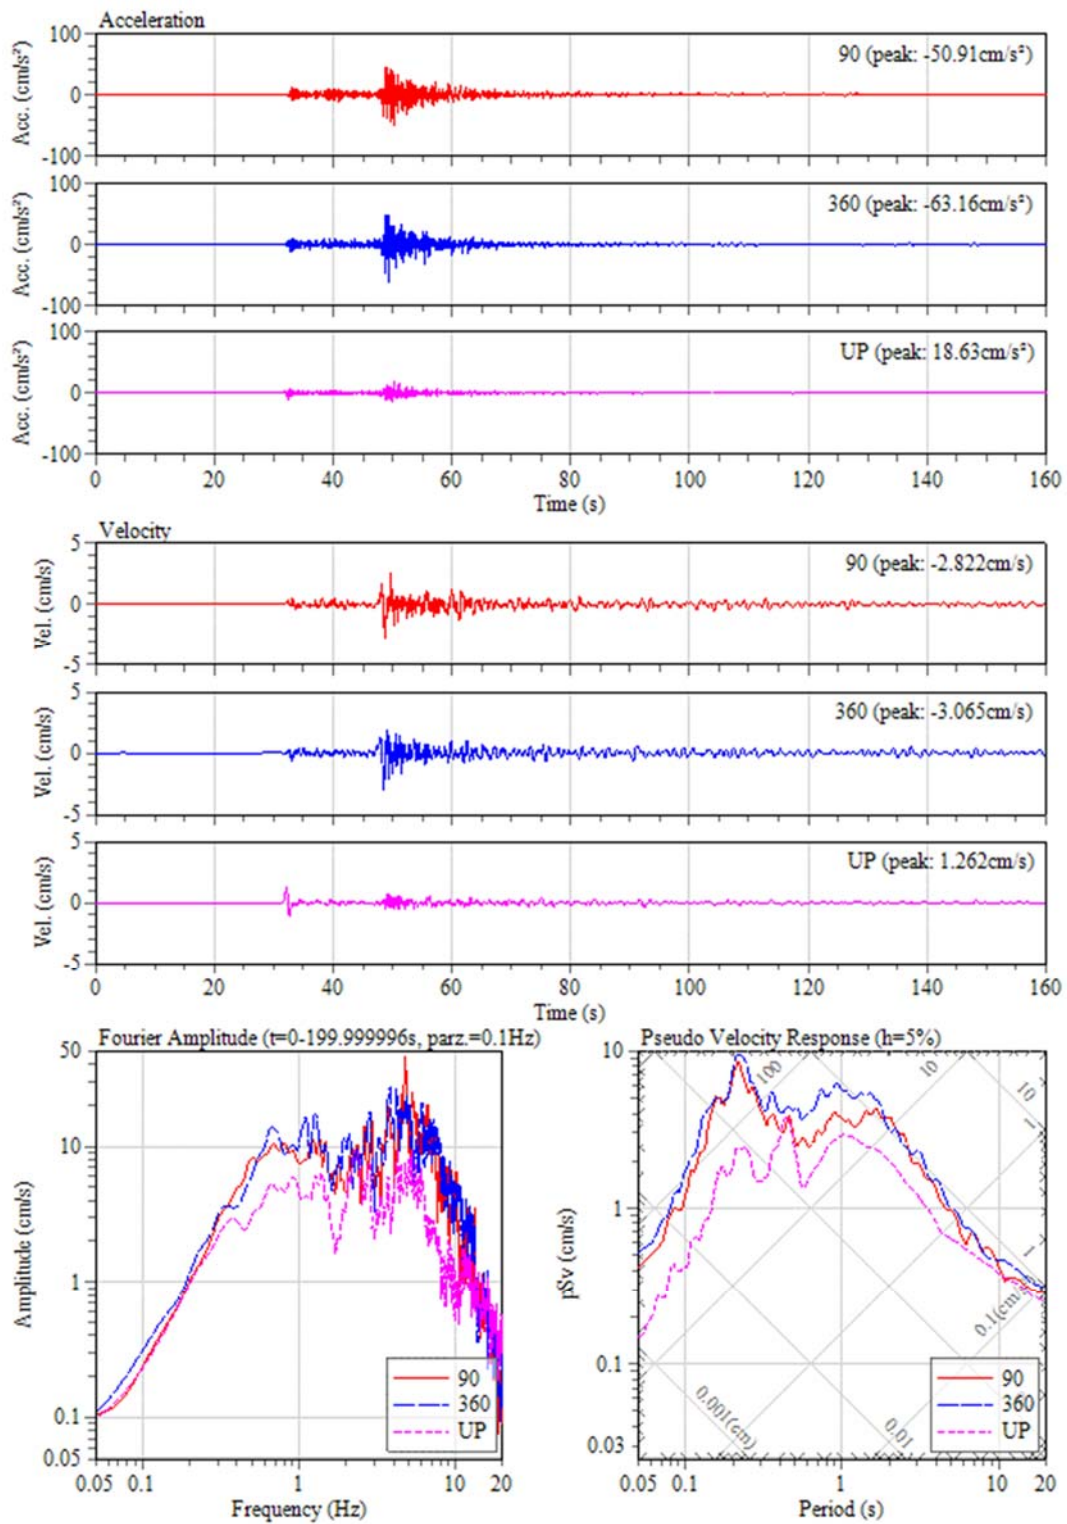 Acceleration
100
0
-100
Acc. (cm/s²)
90 (peak: -50.91cm/s²)
100
0
-100
Acc. (cm/s²)
360 (peak: -63.16cm/s²)
100
0
-100
Acc. (cm/s²)
UP (peak: 18.63cm/s²)
0 20 40 60 80 100 120 140 160
Time (s)
Velocity
5
0
-5
Vel. (cm/s)
90 (peak: -2.822cm/s)
5
0
-5
Vel. (cm/s)
360 (peak: -3.065cm/s)
5
0
-5
Vel. (cm/s)
UP (peak: 1.262cm/s)
0 20 40 60 80 100 120 140 160
Time (s)
Fourier Amplitude (t=0-199.999996s, parz.=0.1Hz)
50
10
1
0.1
0.05
Amplitude (cm/s)
90
360
UP
0.05 0.1 1 10 20
Frequency (Hz)
Pseudo Velocity Response (h=5%)
10
1
0.1
0.03
pSv (cm/s)
100
10
10
1
1
0.1(cm/s²)
0.001(cm)
0.01
90
360
UP
0.05 0.1 1 10 20
Period (s)